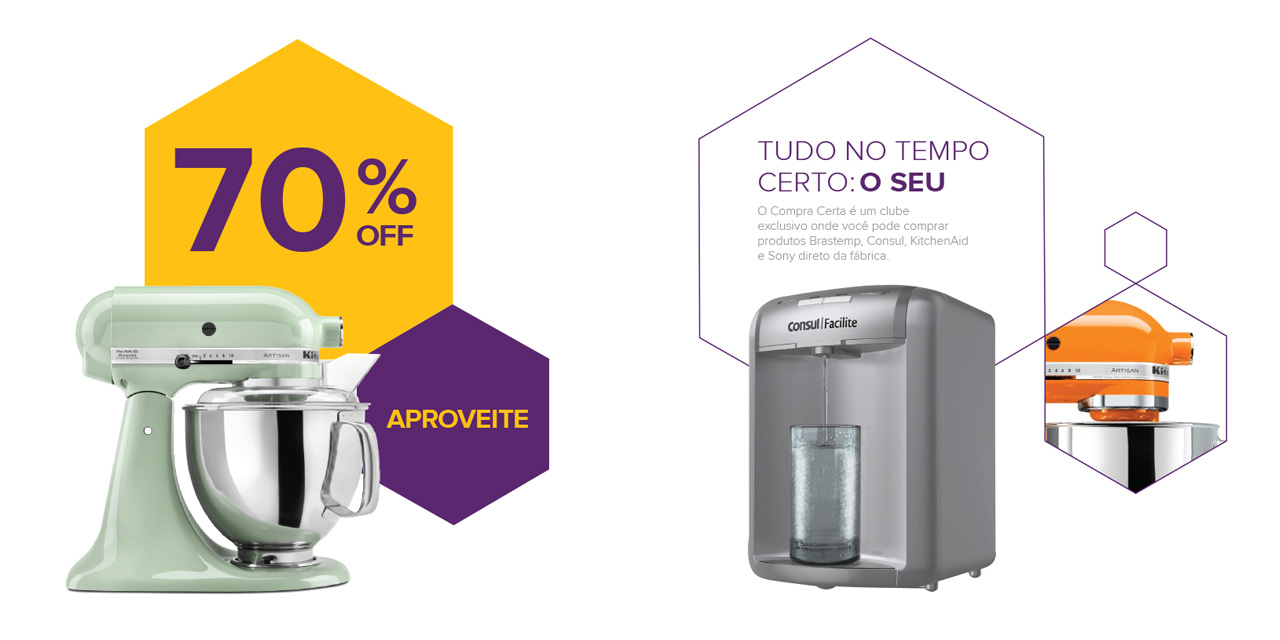 70%
OFF
ARTISAN
APROVEITE
TUDO NO TEMPO
CERTO: O SEU
O Compra Certa é um clube
exclusivo onde você pode comprar
produtos Brastemp, Consul, KitchenAid
e Sony direto da fábrica.
Consul | Facilite
ARTISAN